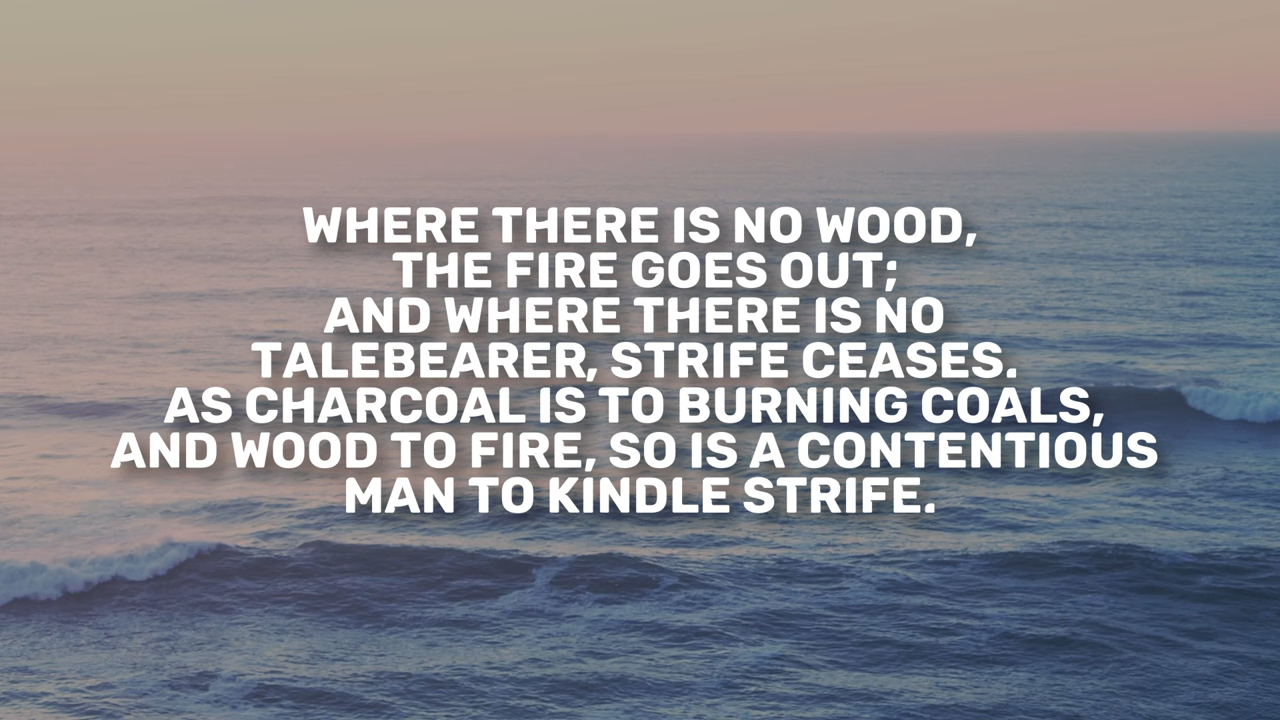 WHERE THERE IS NO WOOD,
THE FIRE GOES OUT;
AND WHERE THERE IS NO
TALEBEARER, STRIFE CEASES.
AS CHARCOAL IS TO BURNING COALS,
AND WOOD TO FIRE, SO IS A CONTENTIOUS
MAN TO KINDLE STRIFE.